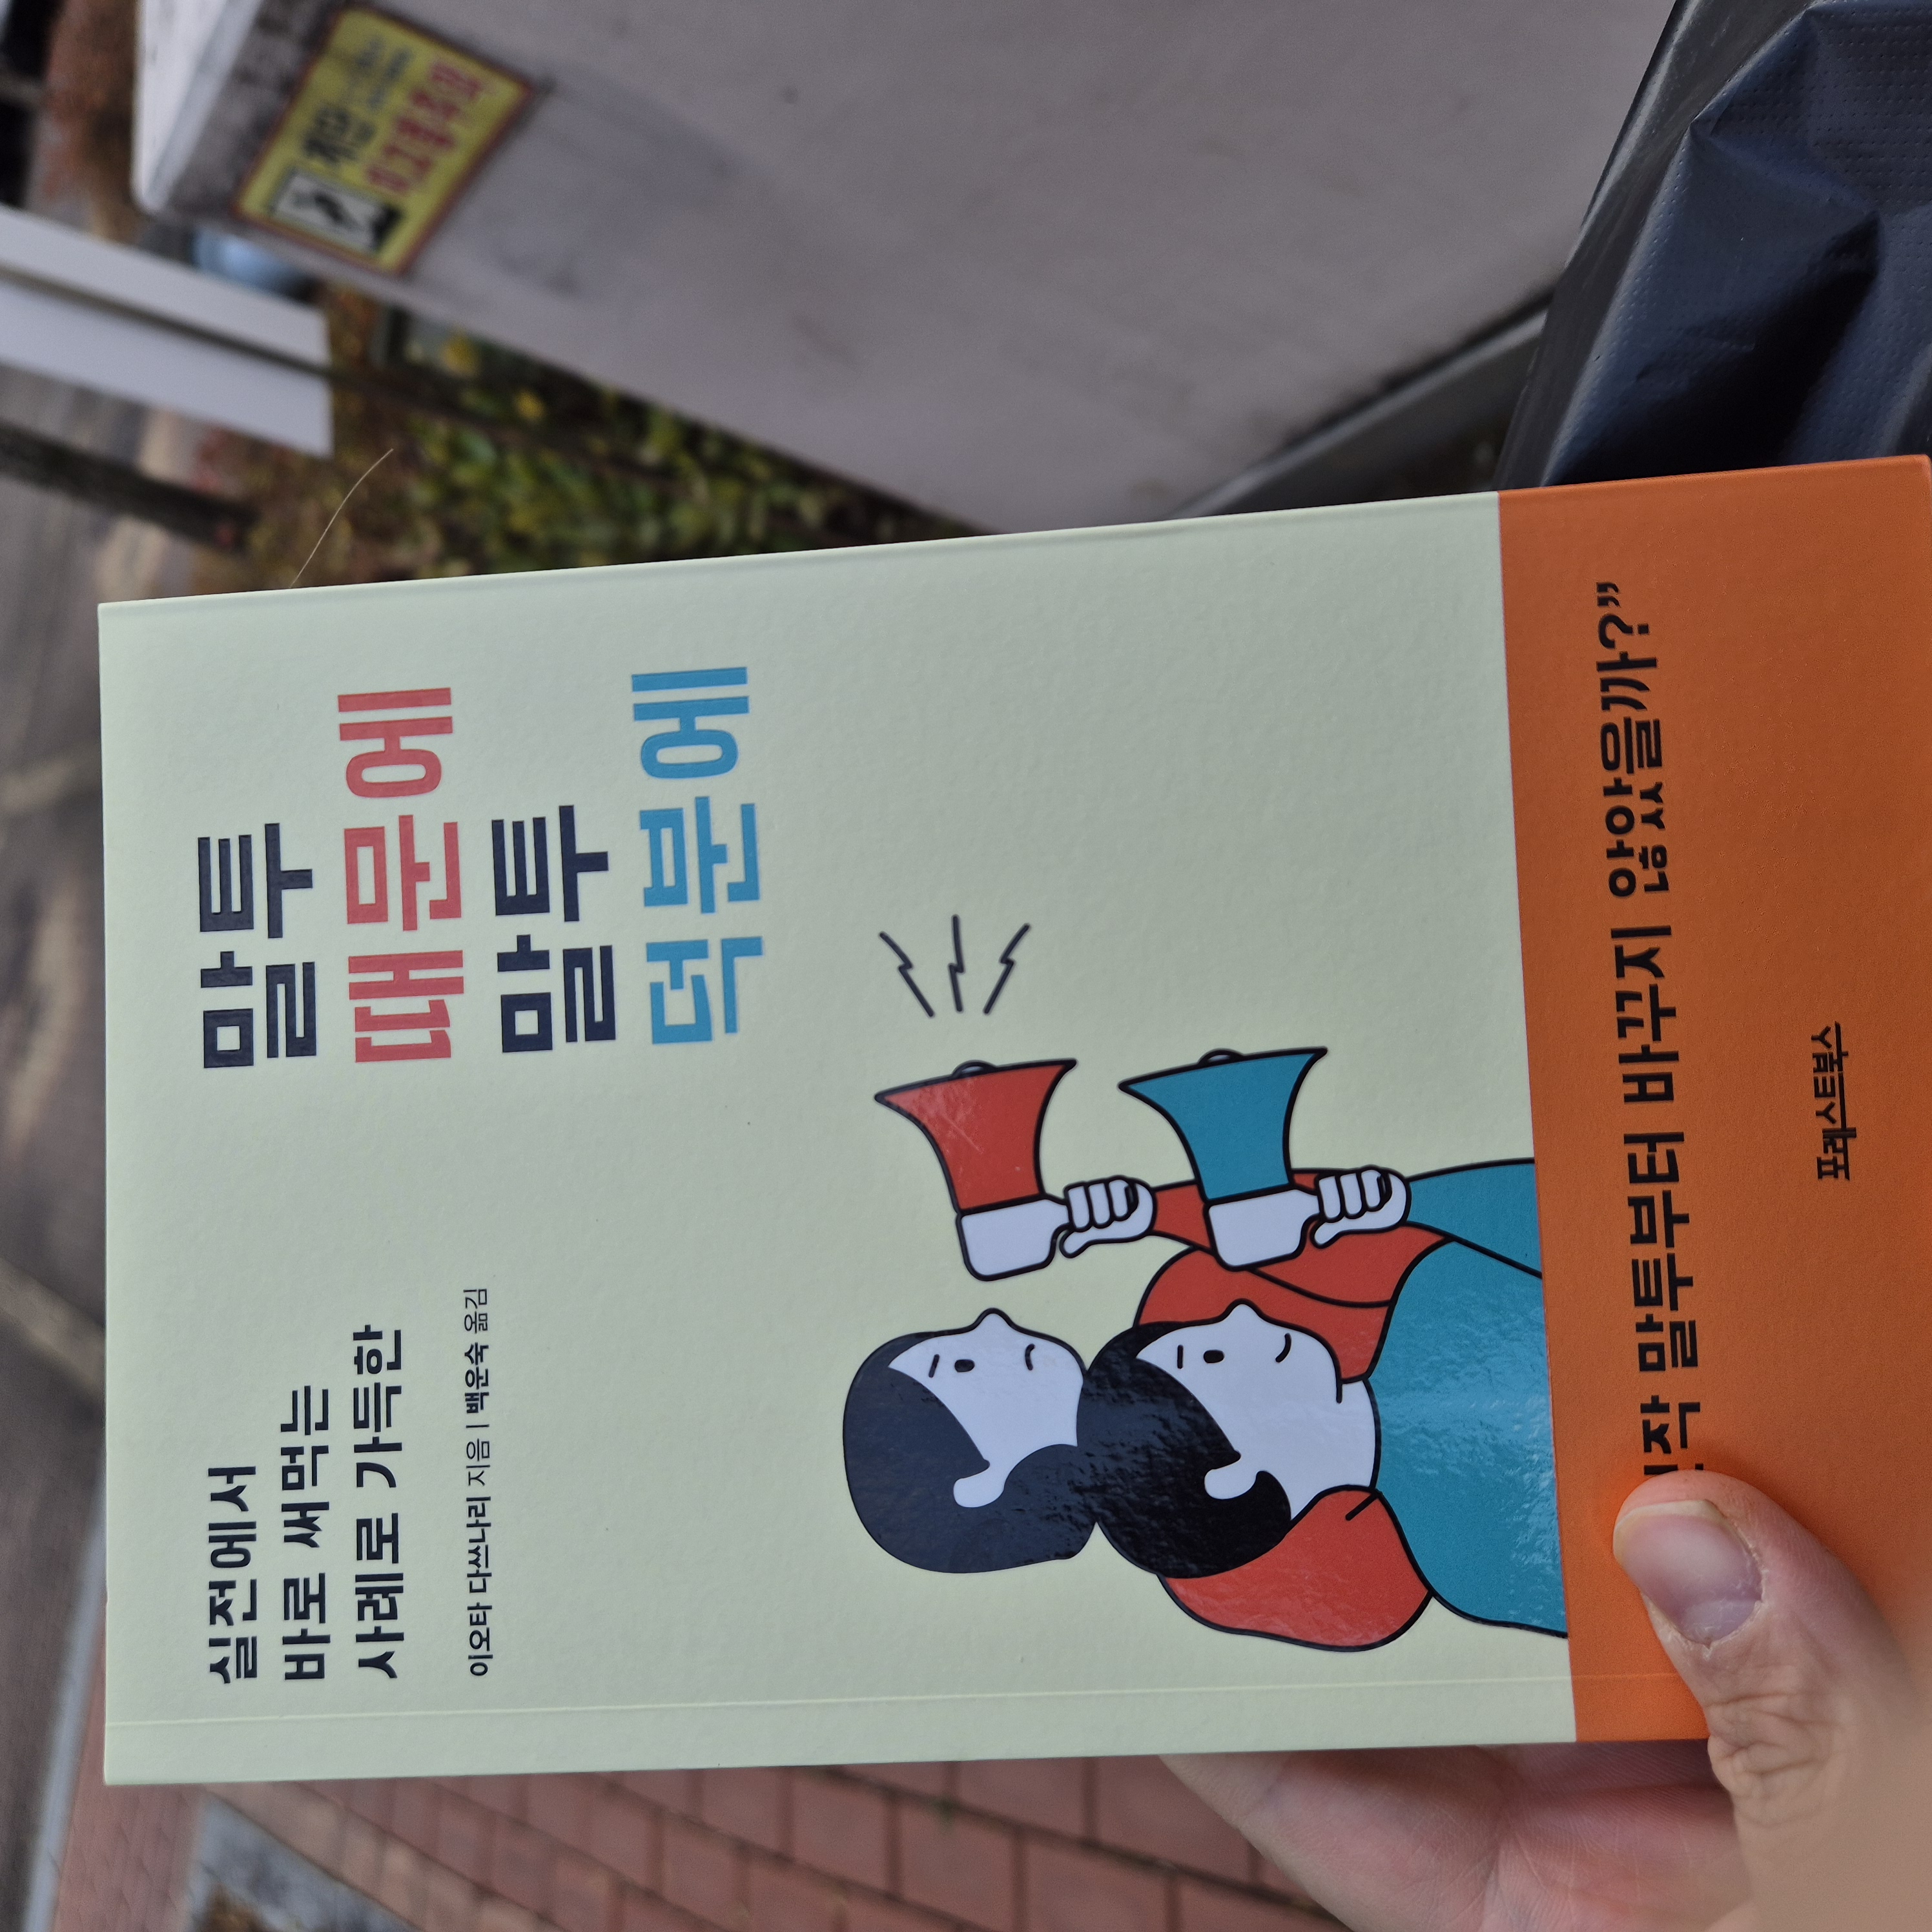 실전에서
바로 써먹는
사례로 가득한
이오타 다쓰나리 지음 | 백운숙 옮김
말투
때문에
말투
덕분에
말투부터 바꾸지 않았을까?”
포레스트북스
계단